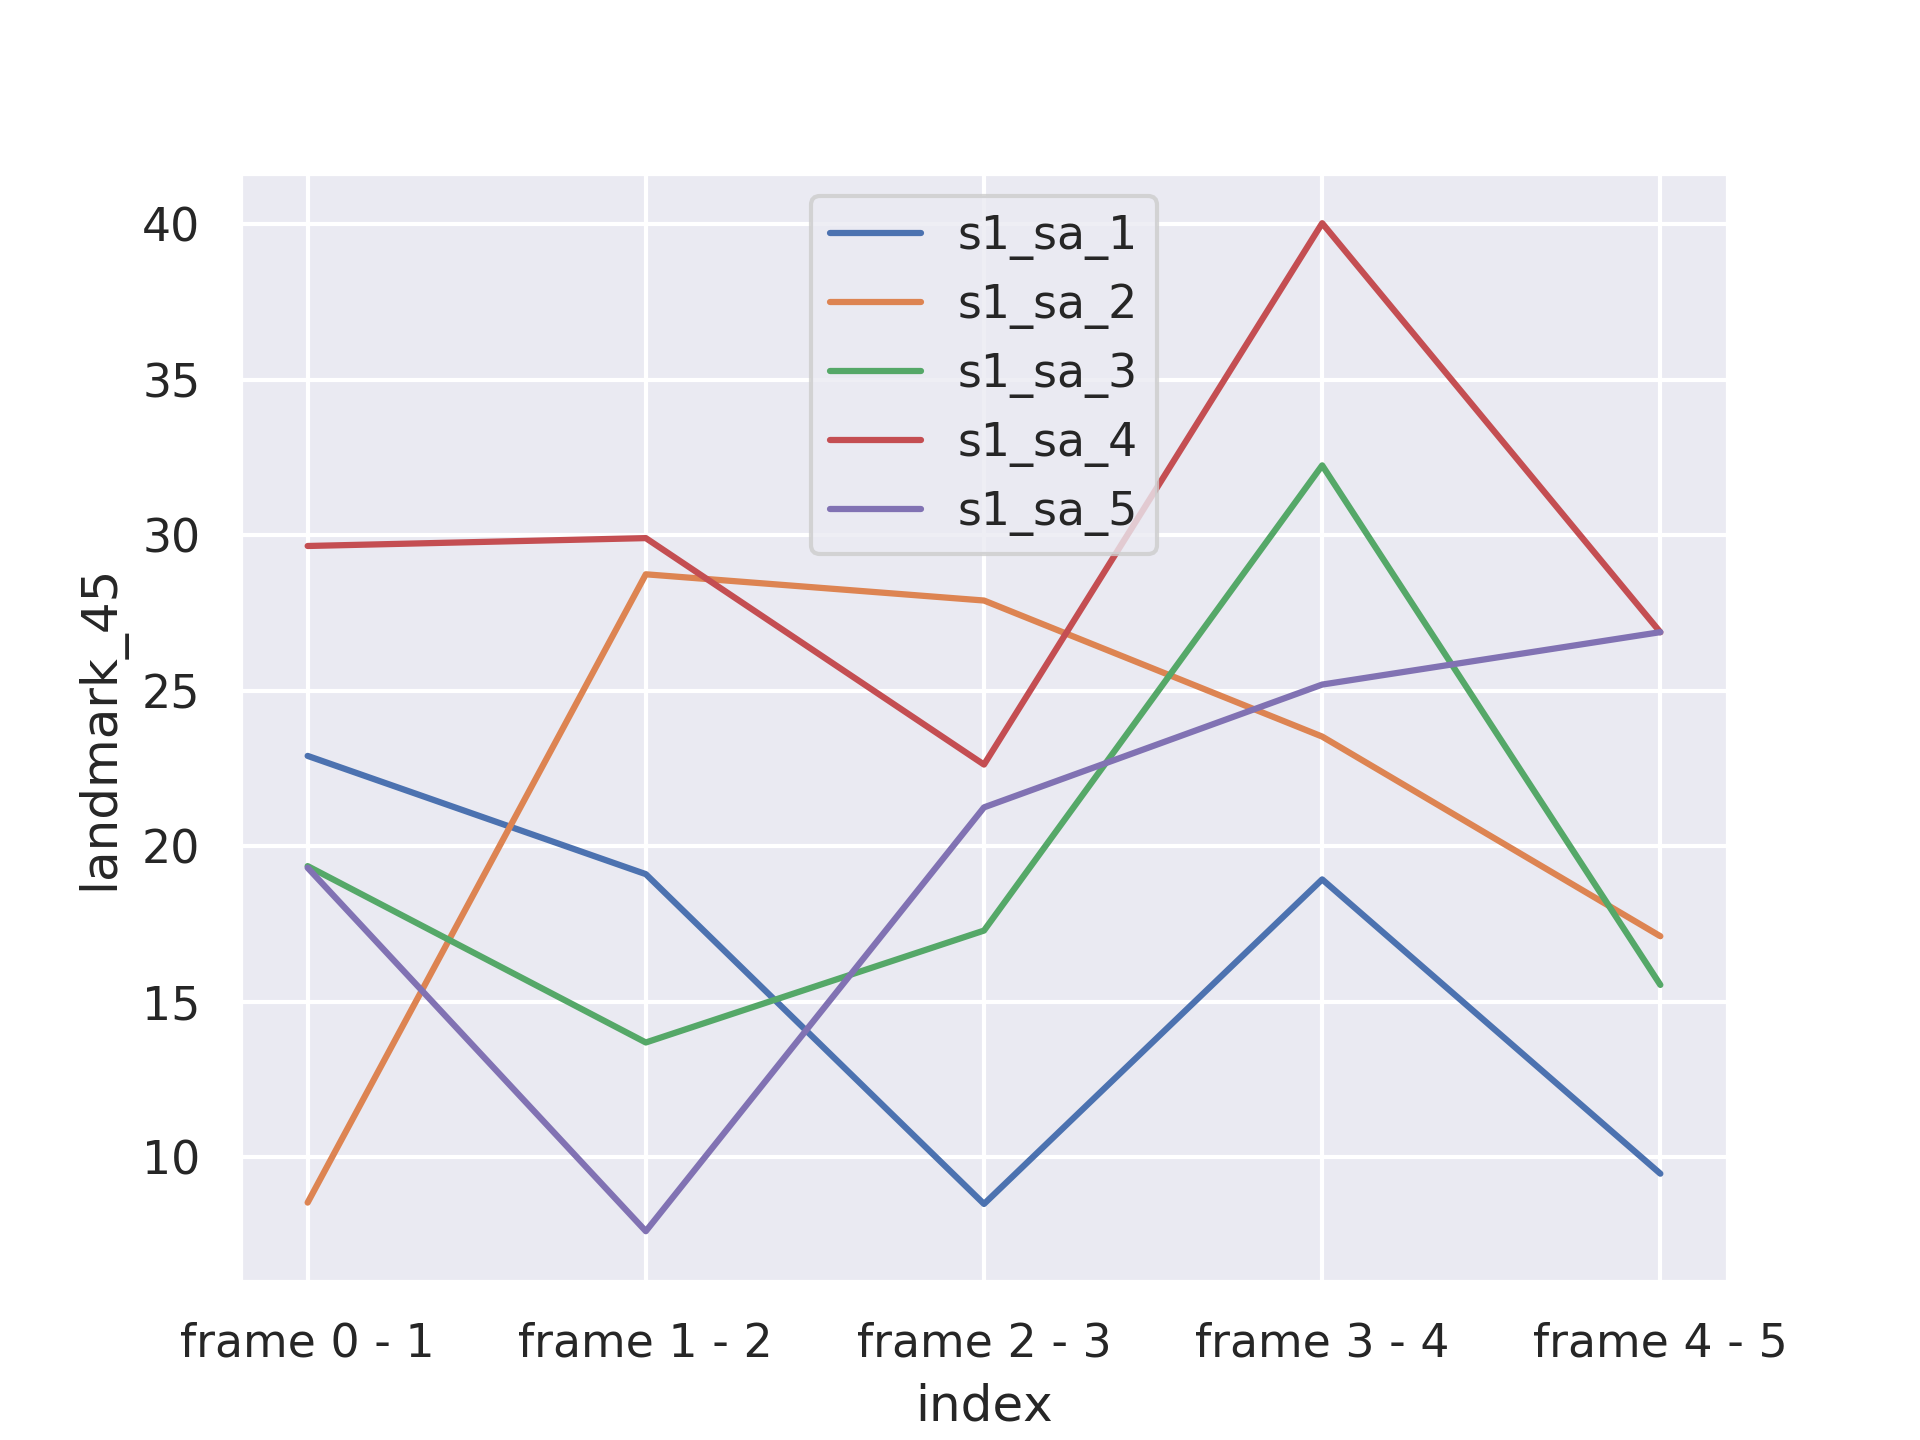 40
35
30
25
20
15
10
landmark_45
s1_sa_1
s1_sa_2
s1_sa_3
s1_sa_4
s1_sa_5
frame 0 - 1
frame 1 - 2
frame 2 - 3
frame 3 - 4
frame 4 - 5
index